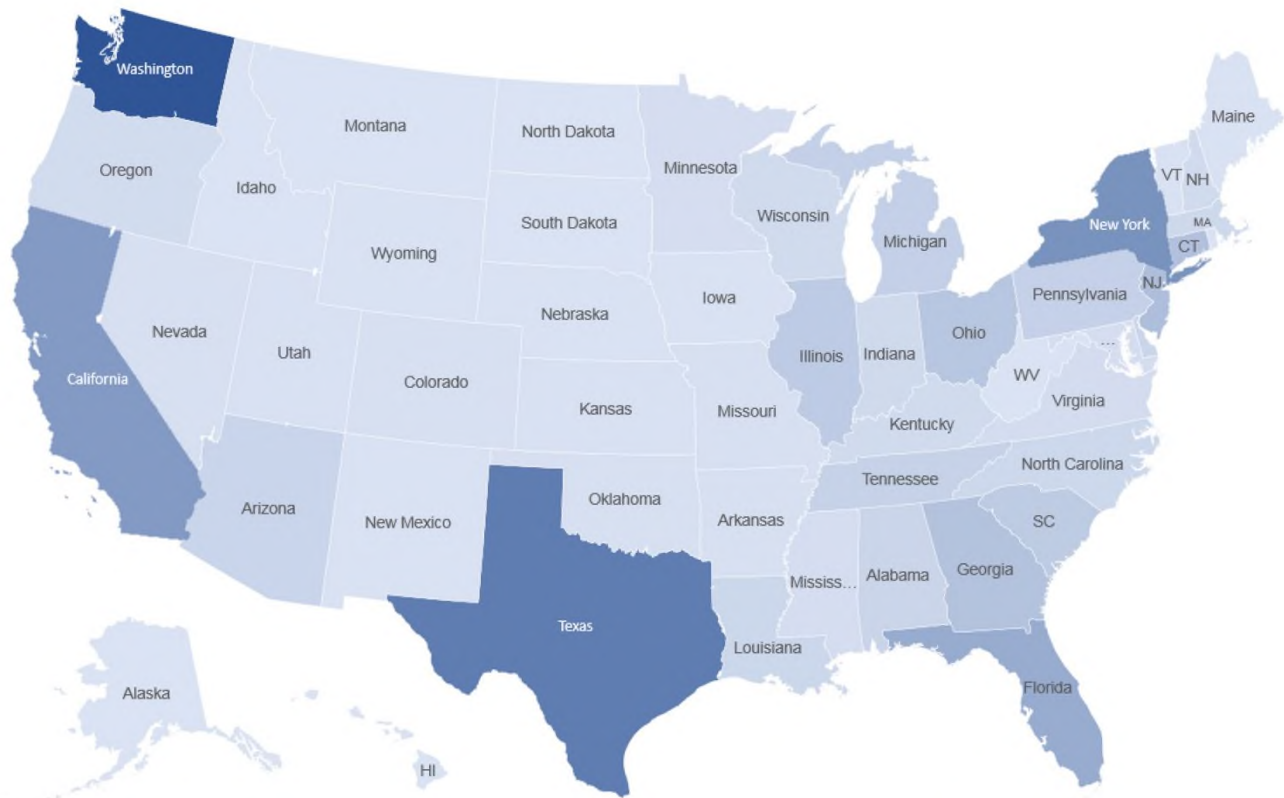 Washington
Montana
North Dakota
Minnesota
Maine
Oregon
Idaho
VT
NH
Wisconsin
South Dakota
New York
MA
Michigan
CT
Wyoming
NJ
Pennsylvania
Iowa
Nebraska
Nevada
Ohio
...
Utah
Illinois
Indiana
California
Colorado
WV
Virginia
Kansas
Missouri
Kentucky
North Carolina
Tennessee
Oklahoma
Arizona
New Mexico
Arkansas
SC
Georgia
Mississ...
Alabama
Texas
Louisiana
Florida
Alaska
HI